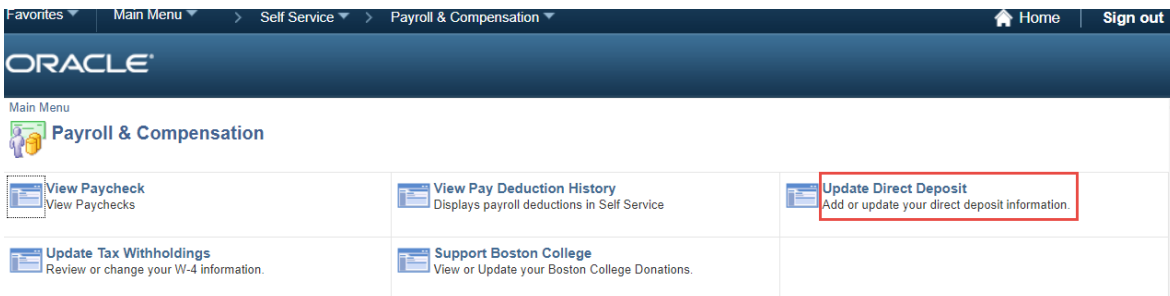 Favorites Main Menu > Self Service > Payroll & Compensation Home Sign out
ORACLE
Main Menu
Payroll & Compensation
View Paycheck
View Paychecks
View Pay Deduction History
Displays payroll deductions in Self Service
Update Direct Deposit
Add or update your direct deposit information.
Update Tax Withholdings
Review or change your W-4 information.
Support Boston College
View or Update your Boston College Donations.